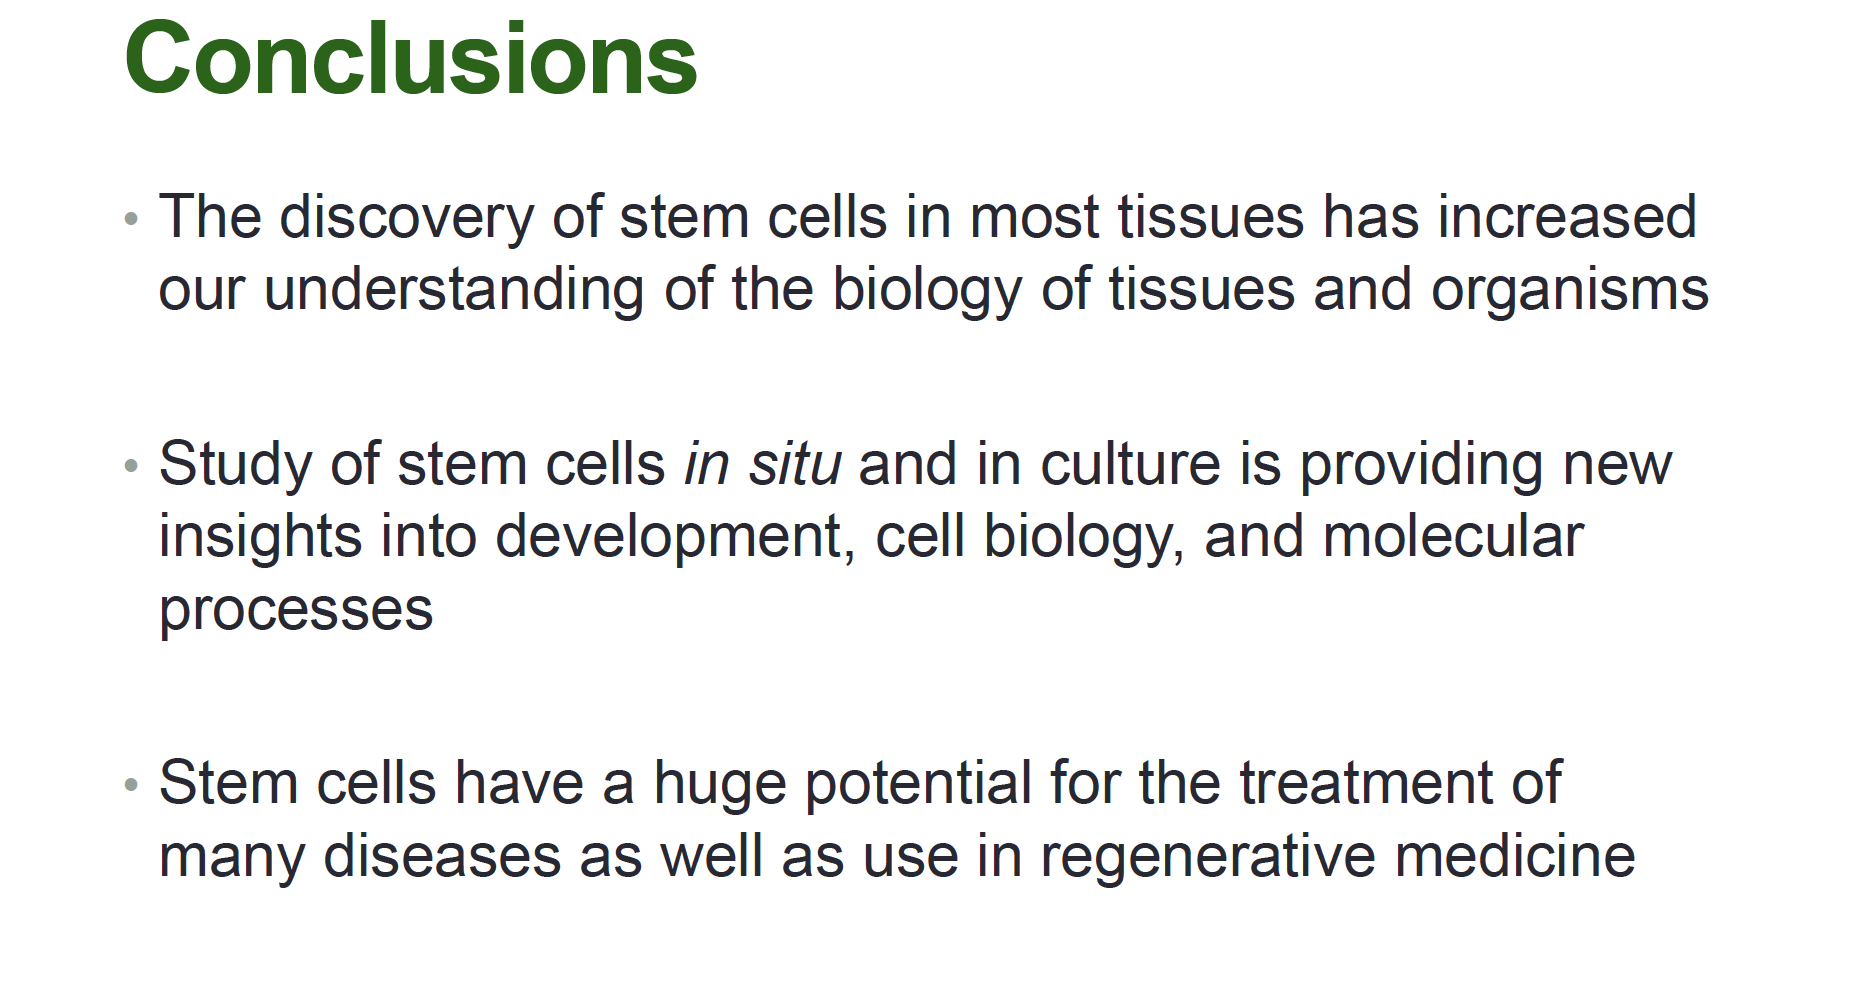 Conclusions
• The discovery of stem cells in most tissues has increased
our understanding of the biology of tissues and organisms
• Study of stem cells in situ and in culture is providing new
insights into development, cell biology, and molecular
processes
• Stem cells have a huge potential for the treatment of
many diseases as well as use in regenerative medicine